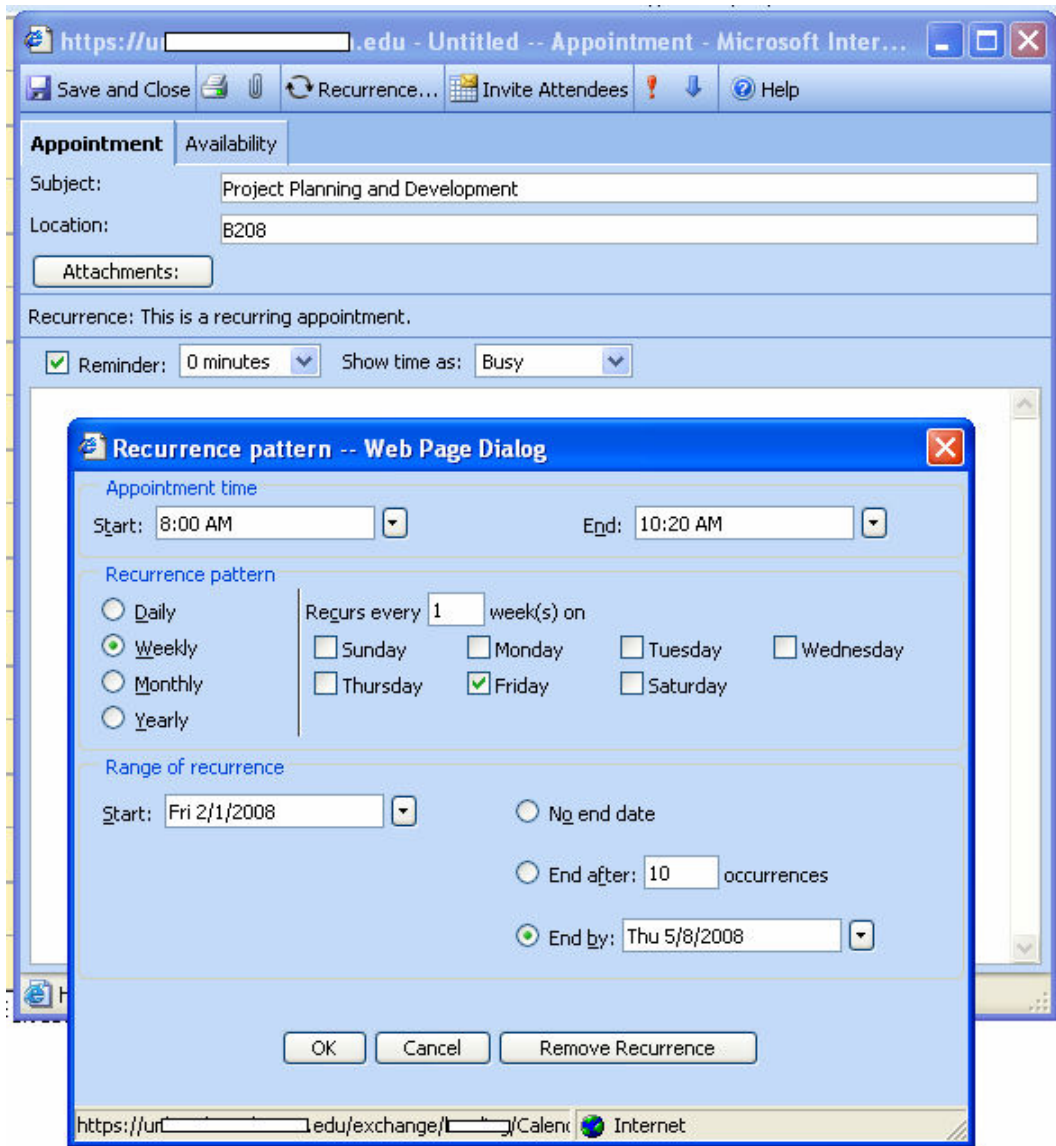 https://u .edu - Untitled -- Appointment - Microsoft Inter...
Save and Close Recurrence... Invite Attendees Help
Appointment Availability
Subject: Project Planning and Development
Location: B208
Attachments:
Recurrence: This is a recurring appointment.
Reminder: 0 minutes Show time as: Busy
Recurrence pattern -- Web Page Dialog
Appointment time
Start: 8:00 AM End: 10:20 AM
Recurrence pattern
Daily Recurs every 1 week(s) on
Weekly Sunday Monday Tuesday Wednesday
Monthly Thursday Friday Saturday
Yearly
Range of recurrence
Start: Fri 2/1/2008 No end date
End after: 10 occurrences
End by: Thu 5/8/2008
OK Cancel Remove Recurrence
https://un .edu/exchange/ /Calen Internet